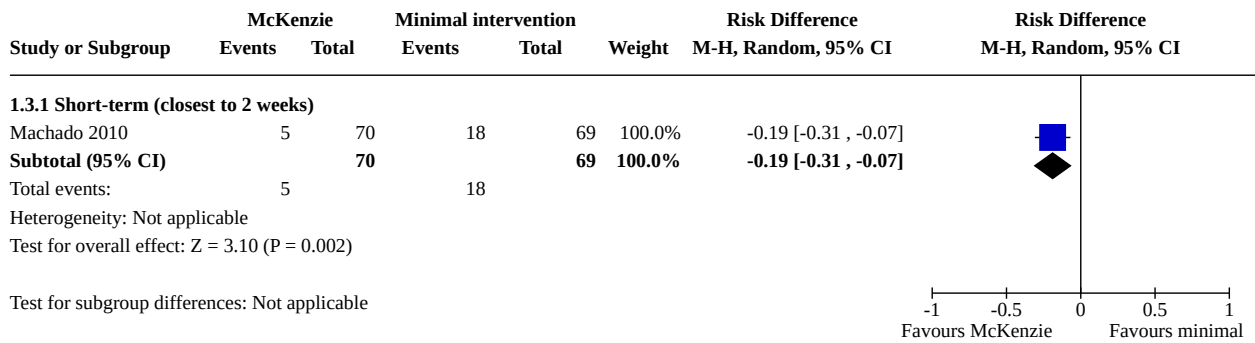 McKenzie Minimal intervention Risk Difference Risk Difference
Study or Subgroup Events Total Events Total Weight M-H, Random, 95% CI M-H, Random, 95% CI
1.3.1 Short-term (closest to 2 weeks)
Machado 2010 5 70 18 69 100.0% -0.19 [-0.31 , -0.07]
Subtotal (95% CI) 70 69 100.0% -0.19 [-0.31 , -0.07]
Total events: 5 18
Heterogeneity: Not applicable
Test for overall effect: Z = 3.10 (P = 0.002)
Test for subgroup differences: Not applicable
-1 -0.5 0 0.5 1
Favours McKenzie Favours minimal